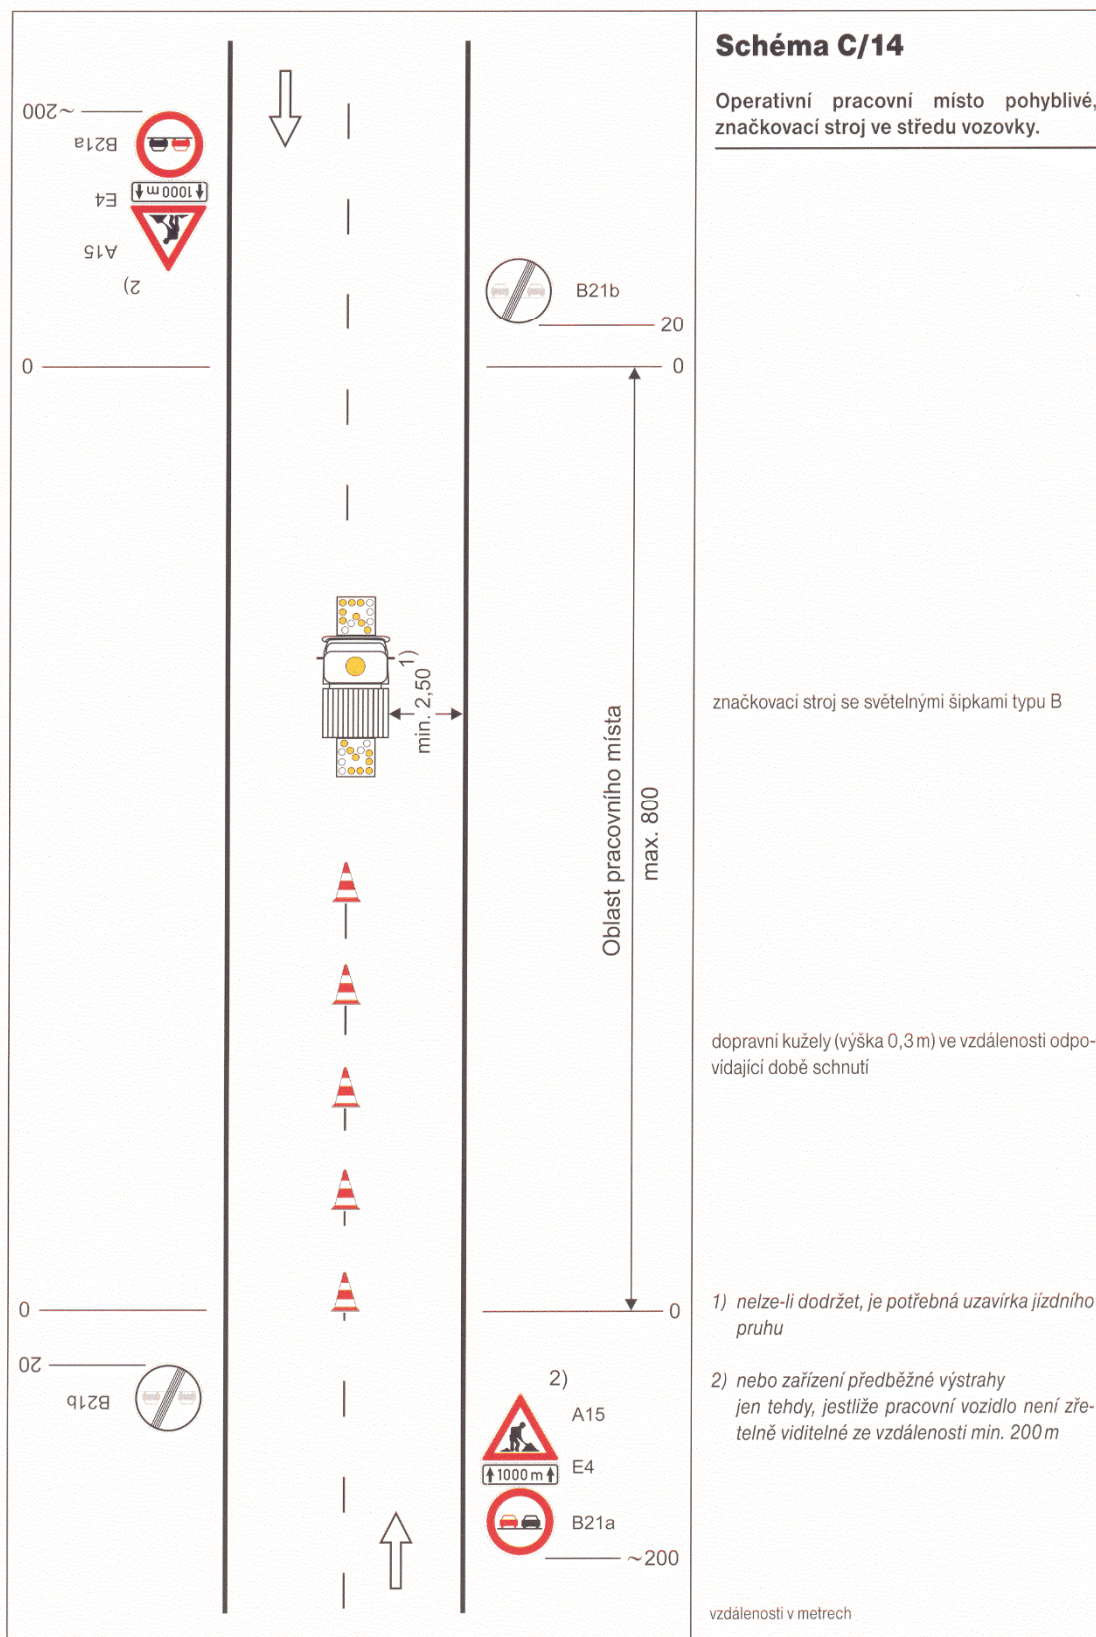 Schéma C/14
Operativní pracovní místo pohyblivé,
značkovací stroj ve středu vozovky.
~200
B21a
1000 m
E4
A15
2)
B21b
20
0
0
1)
min. 2,50
Oblast pracovního místa
max. 800
značkovací stroj se světelnými šipkami typu B
dopravní kužely (výška 0,3 m) ve vzdálenosti odpo-
vídající době schnutí
0
0
20
B21b
2)
A15
1000 m
E4
B21a
~200
1) nelze-li dodržet, je potřebná uzavírka jízdního
pruhu
2) nebo zařízení předběžné výstrahy
jen tehdy, jestliže pracovní vozidlo není zře-
telně viditelné ze vzdálenosti min. 200 m
vzdálenosti v metrech